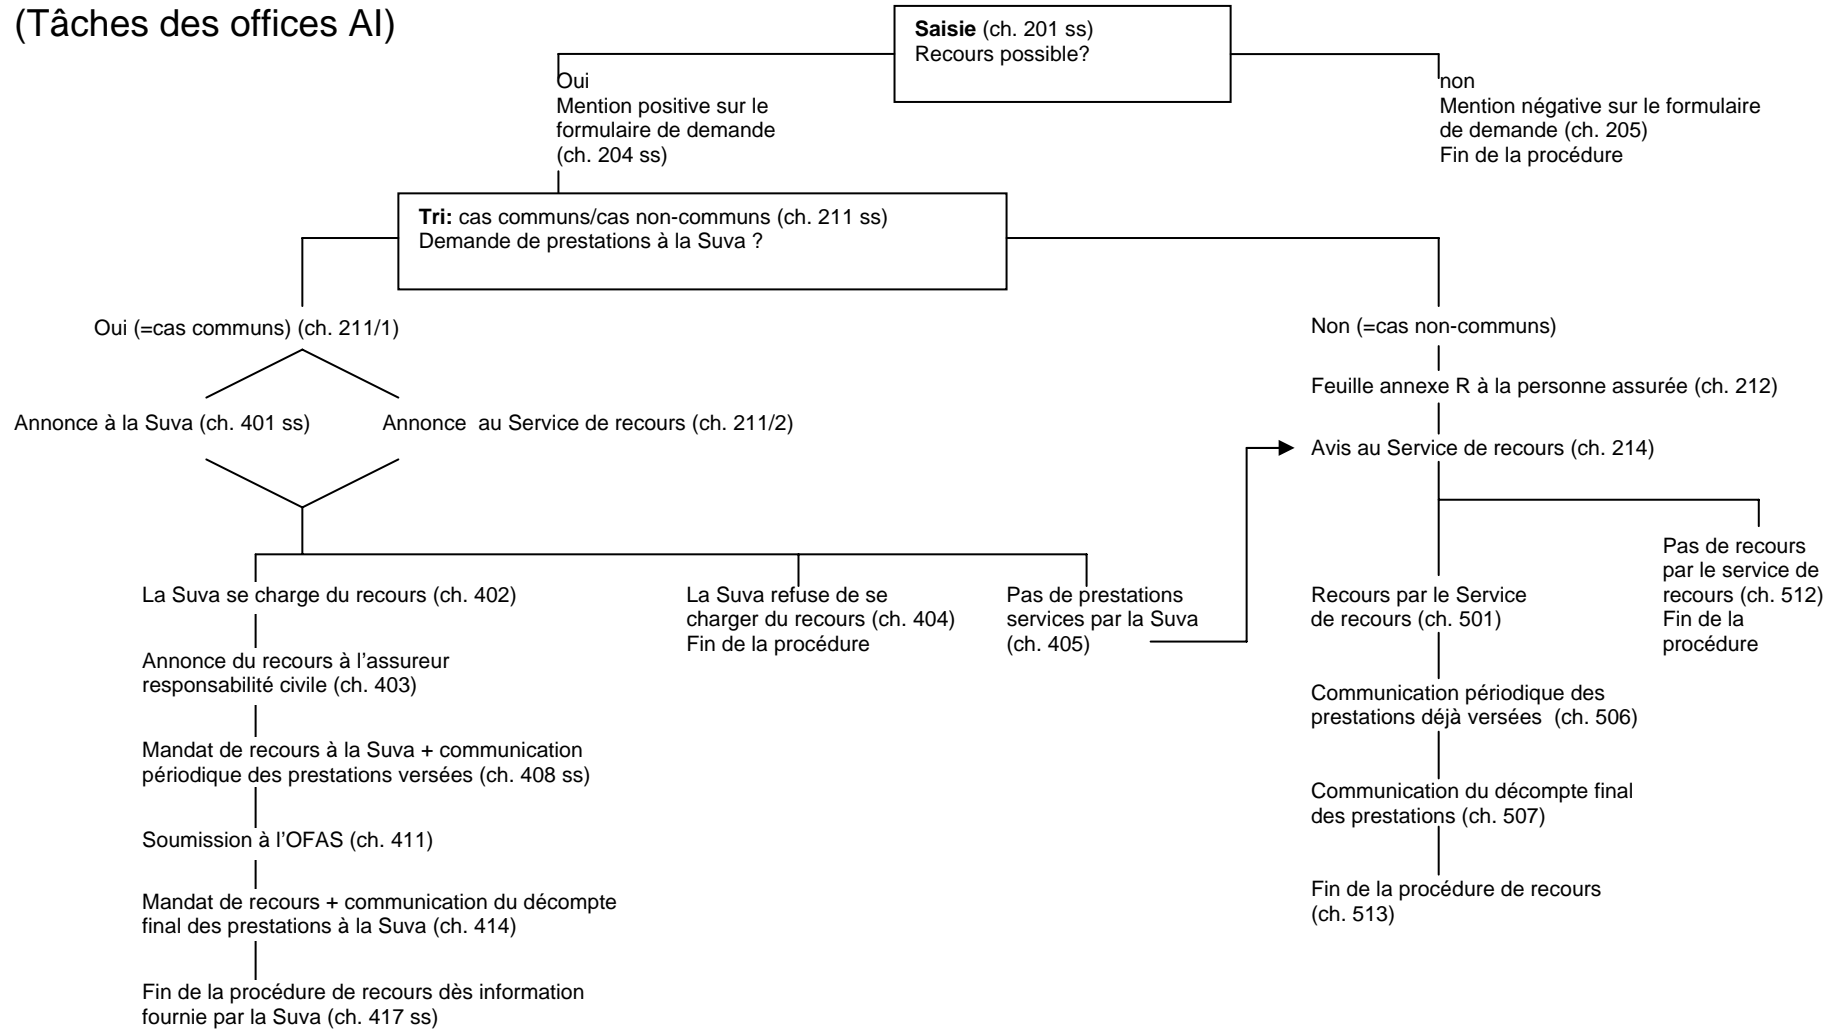 (Tâches des offices AI)
Saisie (ch. 201 ss)
Recours possible?
Oui
Mention positive sur le
formulaire de demande
(ch. 204 ss)
non
Mention négative sur le formulaire
de demande (ch. 205)
Fin de la procédure
Tri: cas communs/cas non-communs (ch. 211 ss)
Demande de prestations à la Suva ?
Oui (=cas communs) (ch. 211/1)
Annonce à la Suva (ch. 401 ss)
Annonce  au Service de recours (ch. 211/2)
Non (=cas non-communs)
Feuille annexe R à la personne assurée (ch. 212)
Avis au Service de recours (ch. 214)
La Suva se charge du recours (ch. 402)
Annonce du recours à l'assureur
responsabilité civile (ch. 403)
Mandat de recours à la Suva + communication
périodique des prestations versées (ch. 408 ss)
Soumission à l'OFAS (ch. 411)
Mandat de recours + communication du décompte
final des prestations à la Suva (ch. 414)
Fin de la procédure de recours dès information
fournie par la Suva (ch. 417 ss)
La Suva refuse de se
charger du recours (ch. 404)
Fin de la procédure
Pas de prestations
services par la Suva
(ch. 405)
Recours par le Service
de recours (ch. 501)
Communication périodique des
prestations déjà versées  (ch. 506)
Communication du décompte final
des prestations (ch. 507)
Fin de la procédure de recours
(ch. 513)
Pas de recours
par le service de
recours (ch. 512)
Fin de la
procédure